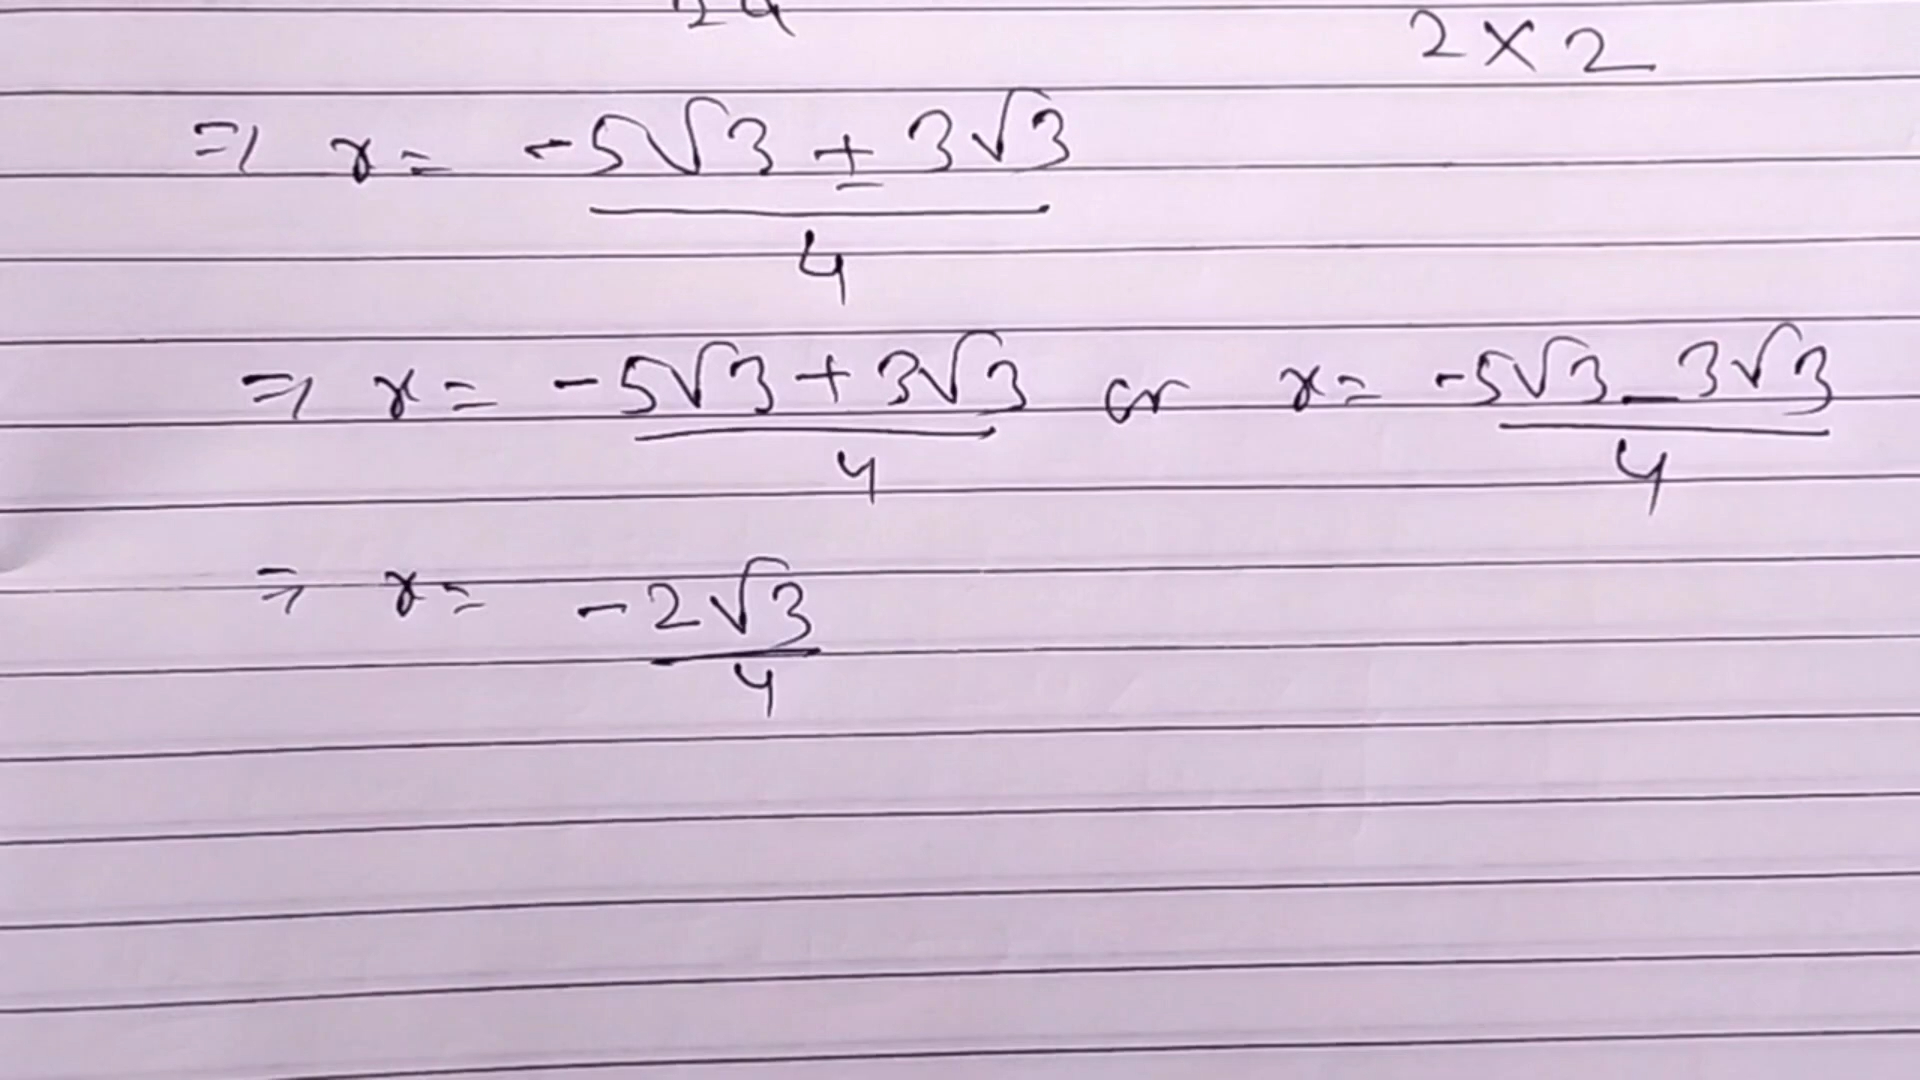 2a 2 × 2
⇒ x = -5√3 ± 3√3 / 4
⇒ x = -5√3 + 3√3 / 4 or x = -5√3 - 3√3 / 4
⇒ x = -2√3 / 4